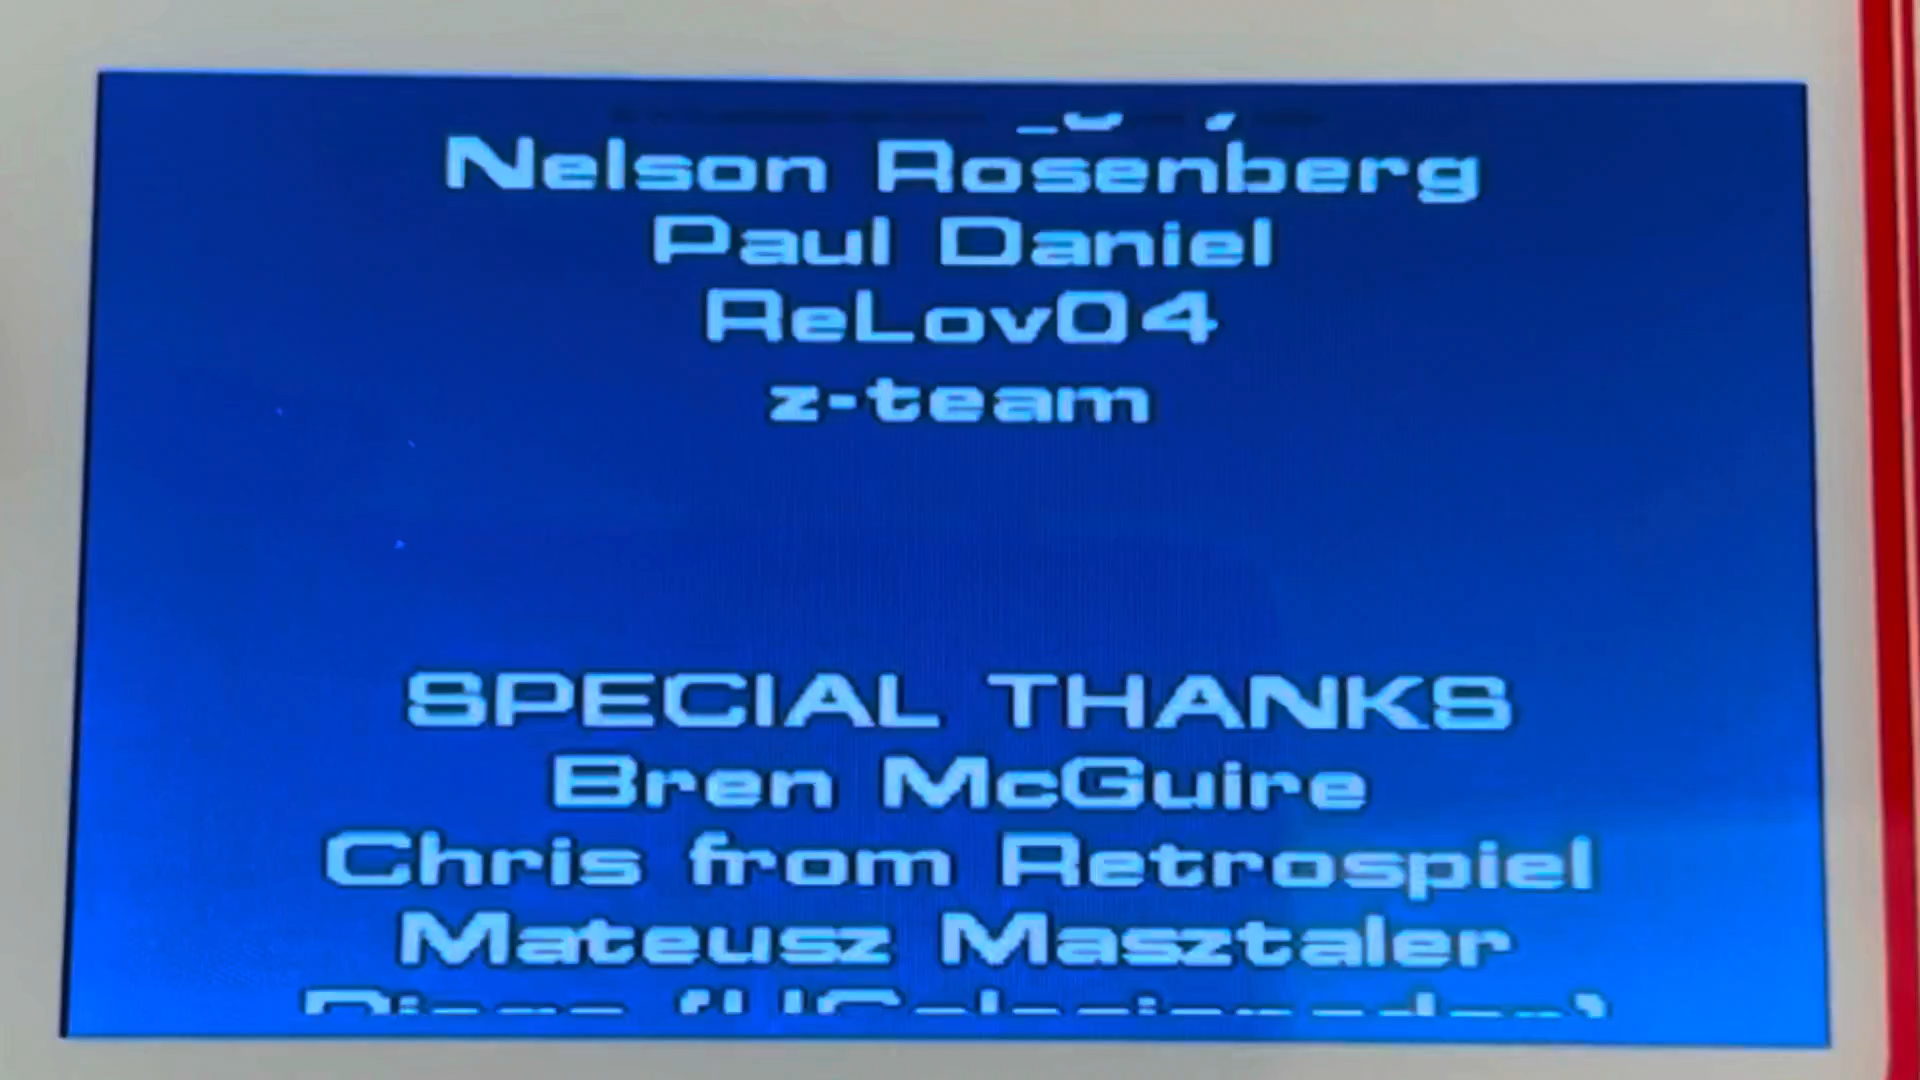 Nelson Rosenberg
Paul Daniel
ReLov04
z-team
SPECIAL THANKS
Bren McGuire
Chris from Retrospiel
Mateusz Masztaler